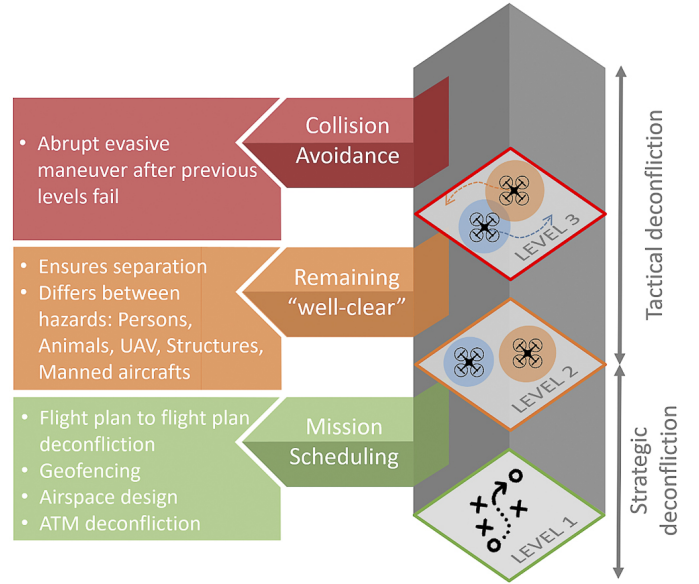 • Abrupt evasive
maneuver after previous
levels fail
Collision
Avoidance
LEVEL 3
Tactical deconfliction
• Ensures separation
• Differs between
hazards: Persons,
Animals, UAV, Structures,
Manned aircrafts
Remaining
“well-clear”
LEVEL 2
• Flight plan to flight plan
deconfliction
• Geofencing
• Airspace design
• ATM deconfliction
Mission
Scheduling
LEVEL 1
Strategic
deconfliction